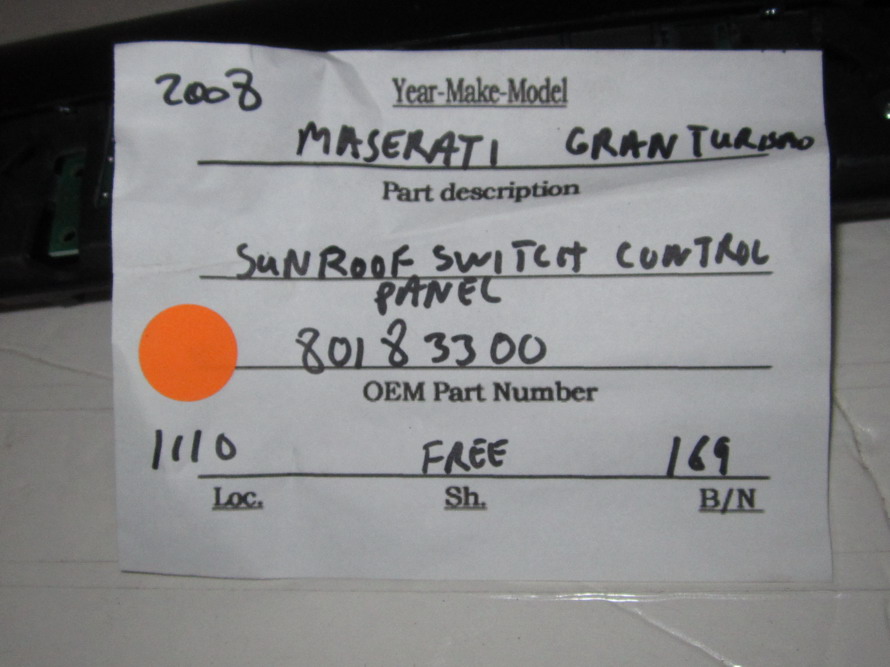 2008 Year-Make-Model
MASERATI GRANTURISMO
Part description
SUNROOF SWITCH CONTROL
PANEL
80183300
OEM Part Number
1110 FREE 169
Loc. Sh. B/N